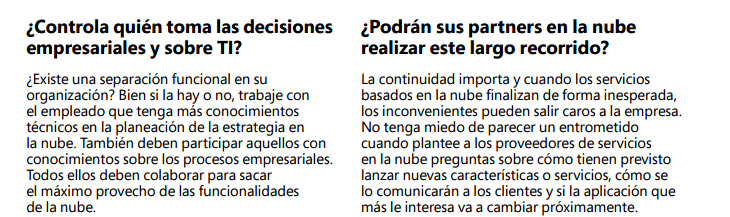 ¿Controla quién toma las decisiones
empresariales y sobre TI?
¿Existe una separación funcional en su
organización? Bien si la hay o no, trabaje con
el empleado que tenga más conocimientos
técnicos en la planeación de la estrategia en
la nube. También deben participar aquellos con
conocimientos sobre los procesos empresariales.
Todos ellos deben colaborar para sacar
el máximo provecho de las funcionalidades
de la nube.
¿Podrán sus partners en la nube
realizar este largo recorrido?
La continuidad importa y cuando los servicios
basados en la nube finalizan de forma inesperada,
los inconvenientes pueden salir caros a la empresa.
No tenga miedo de parecer un entrometido
cuando plantee a los proveedores de servicios
en la nube preguntas sobre cómo tienen previsto
lanzar nuevas características o servicios, cómo se
lo comunicarán a los clientes y si la aplicación que
más le interesa va a cambiar próximamente.